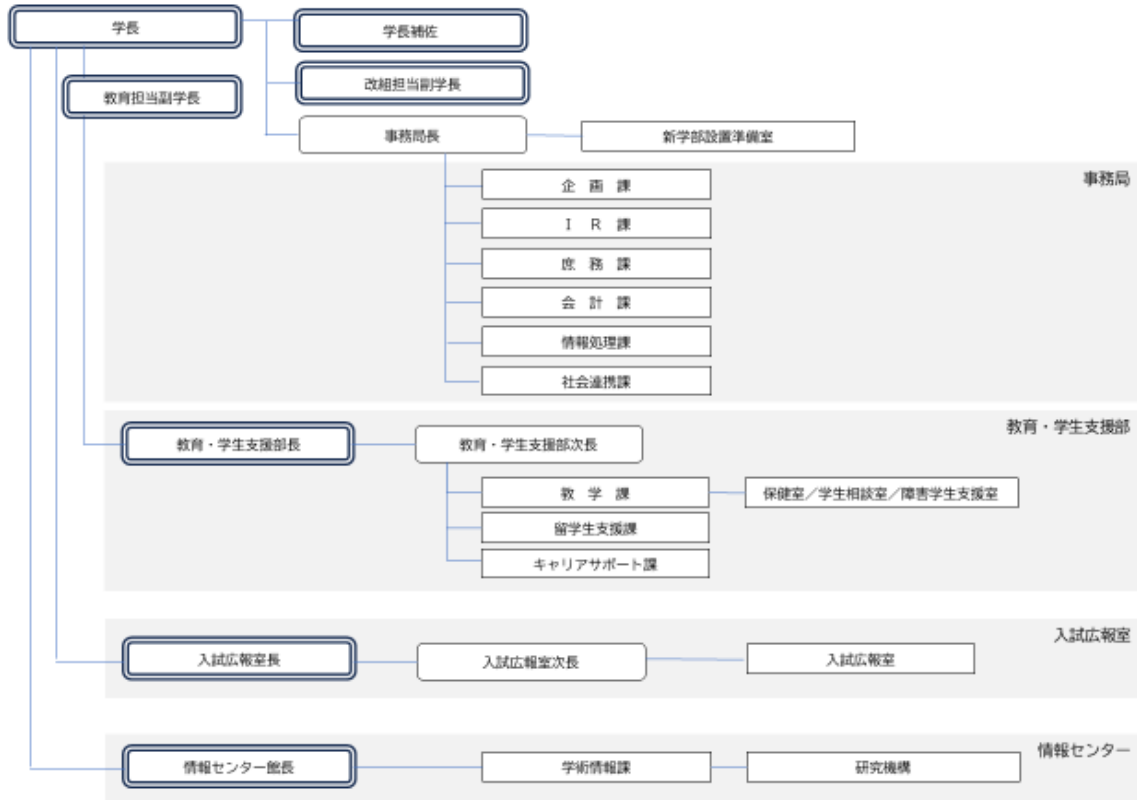 学長
学長補佐
改組担当副学長
教育担当副学長
事務局長
新学部設置準備室
事務局
企 画 課
I R 課
庶 務 課
会 計 課
情報処理課
社会連携課
教育・学生支援部
教育・学生支援部長
教育・学生支援部次長
教 学 課
保健室／学生相談室／障害学生支援室
留学生支援課
キャリアサポート課
入試広報室
入試広報室長
入試広報室次長
入試広報室
情報センター
情報センター館長
学術情報課
研究機構